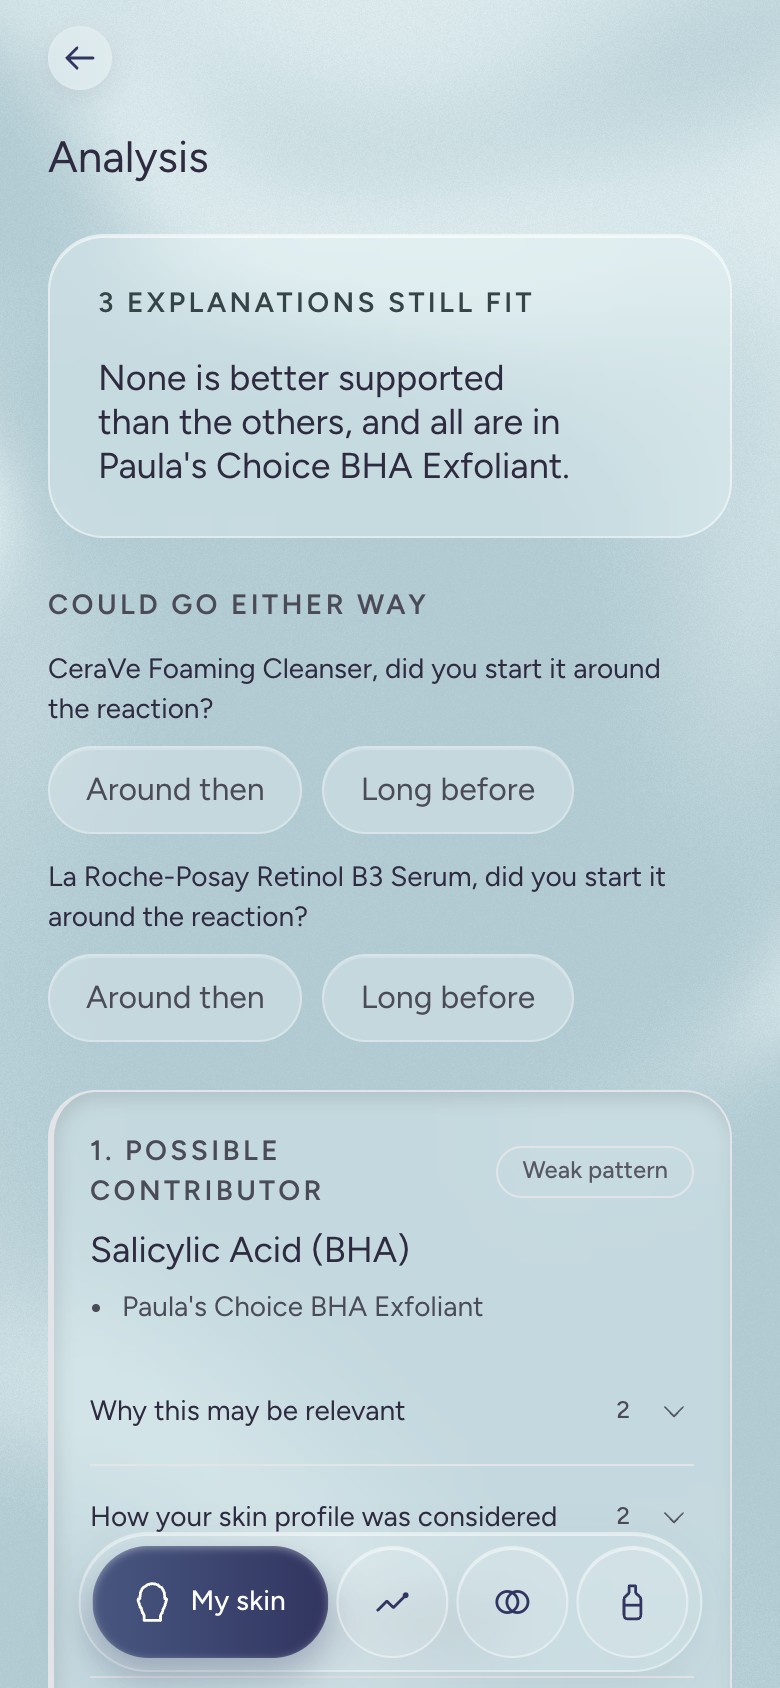 Analysis
3 EXPLANATIONS STILL FIT
None is better supported
than the others, and all are in
Paula's Choice BHA Exfoliant.
COULD GO EITHER WAY
CeraVe Foaming Cleanser, did you start it around
the reaction?
Around then
Long before
La Roche-Posay Retinol B3 Serum, did you start it
around the reaction?
Around then
Long before
1. POSSIBLE
CONTRIBUTOR
Weak pattern
Salicylic Acid (BHA)
• Paula's Choice BHA Exfoliant
Why this may be relevant 2
How your skin profile was considered 2
My skin